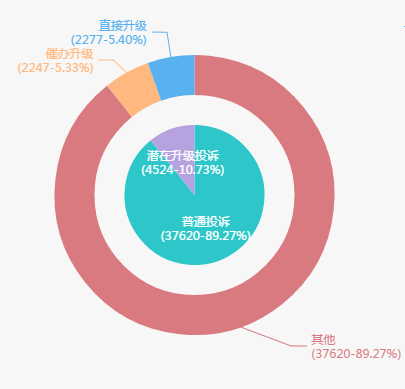 直接升级
(2277-5.40%)
催办升级
(2247-5.33%)
潜在升级投诉
(4524-10.73%)
普通投诉
(37620-89.27%)
其他
(37620-89.27%)